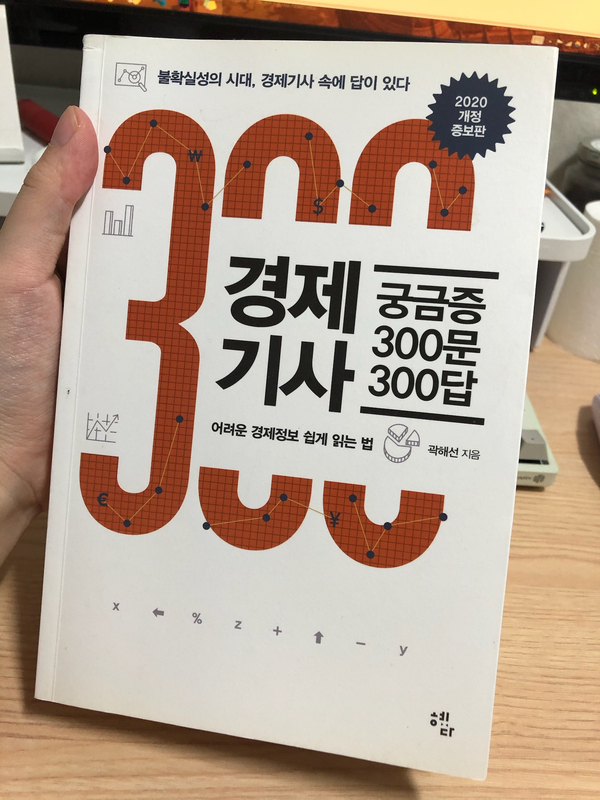 불확실성의 시대, 경제기사 속에 답이 있다
2020
개정
증보판
₩
$
경제
기사
궁금증
300문
300답
어려운 경제정보 쉽게 읽는 법
곽해선 지음
300
€
¥
x ← % z + ↑ − y
혜다